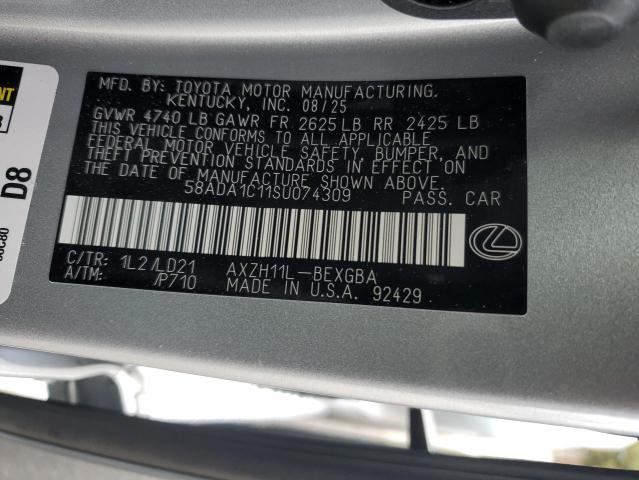 MFD. BY: TOYOTA MOTOR MANUFACTURING,
KENTUCKY, INC. 08/25
GVWR 4740 LB GAWR FR 2625 LB RR 2425 LB
THIS VEHICLE CONFORMS TO ALL APPLICABLE
FEDERAL MOTOR VEHICLE SAFETY, BUMPER, AND
THEFT PREVENTION STANDARDS IN EFFECT ON
THE DATE OF MANUFACTURE SHOWN ABOVE.
58ADA1C11SU074309 PASS. CAR
C/TR: 1L2/LD21 AXZH11L-BEXGBA
A/TM: /P710 MADE IN U.S.A. 92429
D8